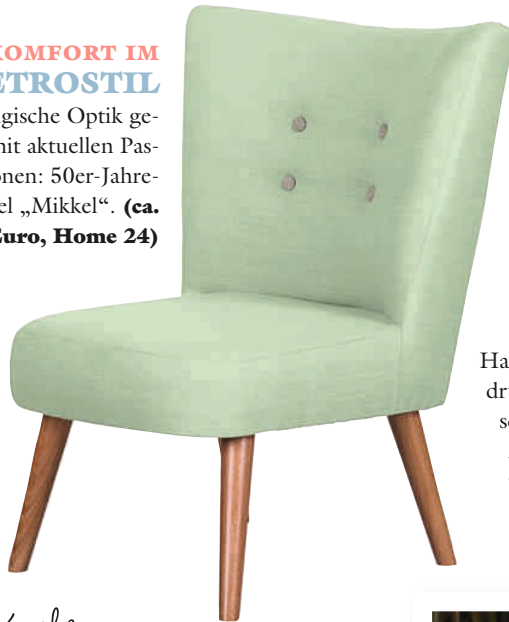 KOMFORT IM
ETROSTIL
gische Optik ge-
nit aktuellen Pas-
onen: 50er-Jahre-
el „Mikkel“. (ca.
Euro, Home 24)
Ha
dr
s